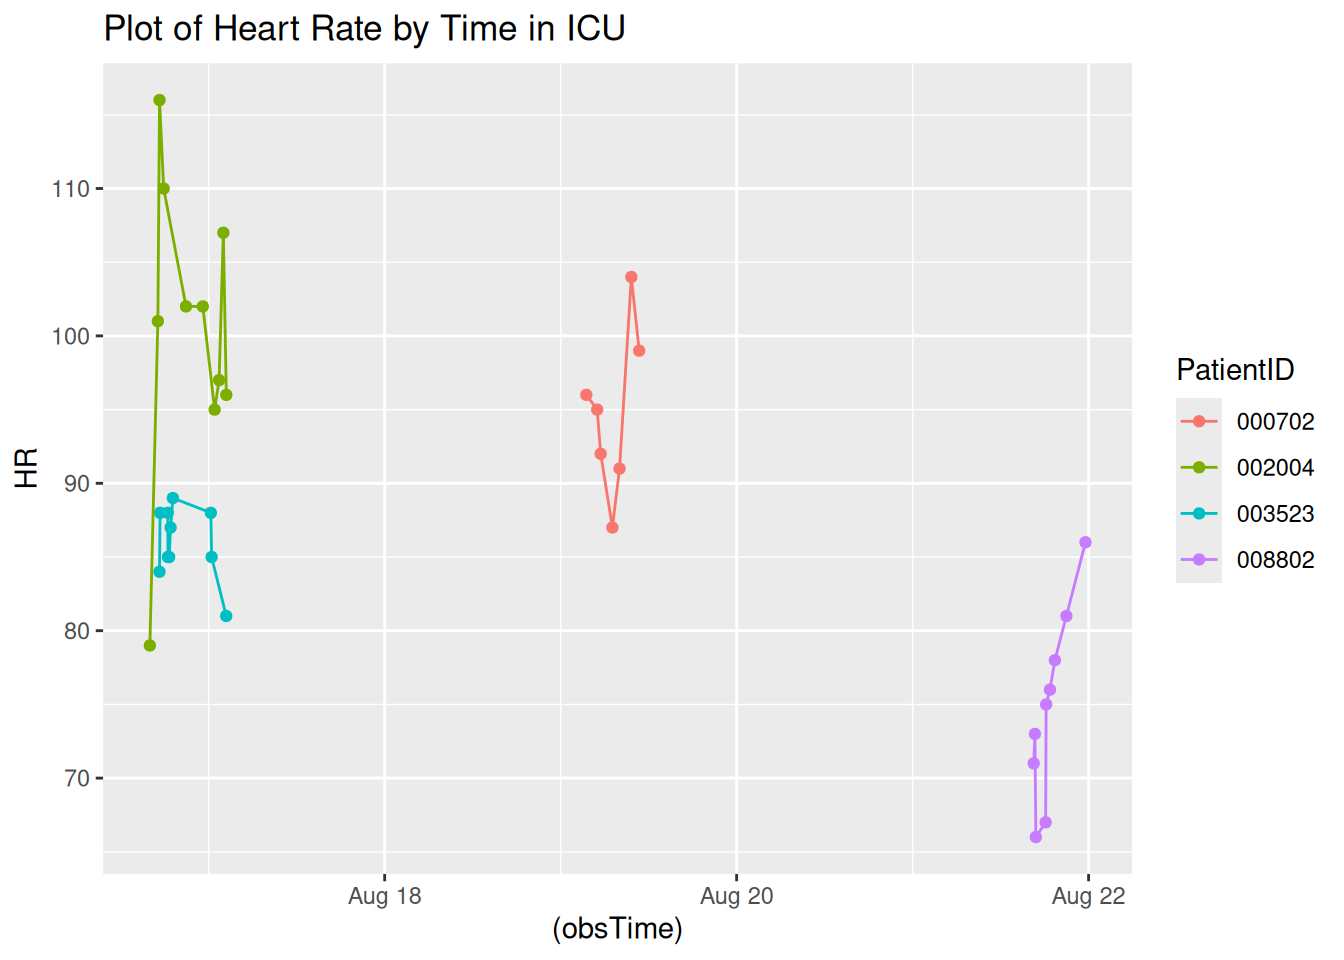 Plot of Heart Rate by Time in ICU
110
100
90
80
70
HR
Aug 18
Aug 20
Aug 22
(obsTime)
PatientID
000702
002004
003523
008802